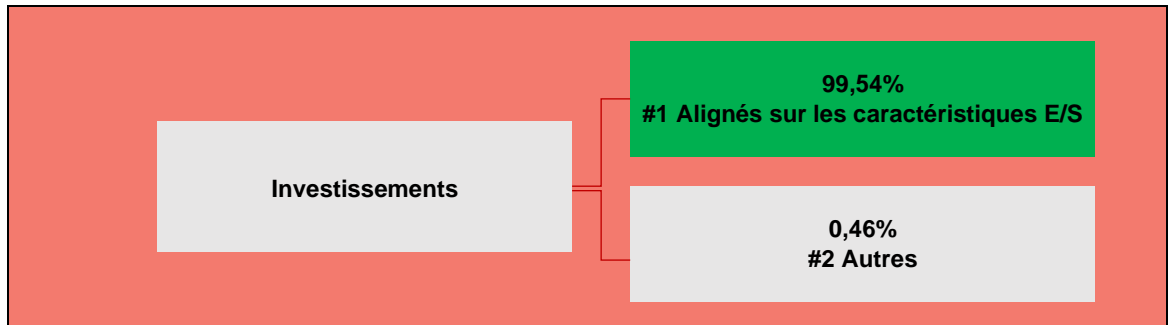 Investissements
99,54%
#1 Alignés sur les caractéristiques E/S
0,46%
#2 Autres